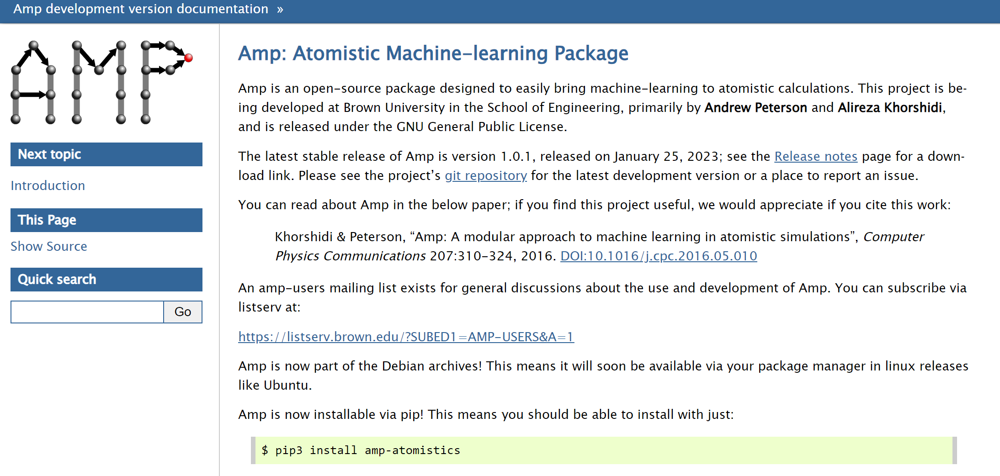 Amp development version documentation »
AMP
Next topic
Introduction
This Page
Show Source
Quick search
Go
Amp: Atomistic Machine-learning Package
Amp is an open-source package designed to easily bring machine-learning to atomistic calculations. This project is be-
ing developed at Brown University in the School of Engineering, primarily by Andrew Peterson and Alireza Khorshidi,
and is released under the GNU General Public License.
The latest stable release of Amp is version 1.0.1, released on January 25, 2023; see the Release notes page for a down-
load link. Please see the project’s git repository for the latest development version or a place to report an issue.
You can read about Amp in the below paper; if you find this project useful, we would appreciate if you cite this work:
Khorshidi & Peterson, “Amp: A modular approach to machine learning in atomistic simulations”, Computer
Physics Communications 207:310-324, 2016. DOI:10.1016/j.cpc.2016.05.010
An amp-users mailing list exists for general discussions about the use and development of Amp. You can subscribe via
listserv at:
https://listserv.brown.edu/?SUBED1=AMP-USERS&A=1
Amp is now part of the Debian archives! This means it will soon be available via your package manager in linux releases
like Ubuntu.
Amp is now installable via pip! This means you should be able to install with just:
$ pip3 install amp-atomistics